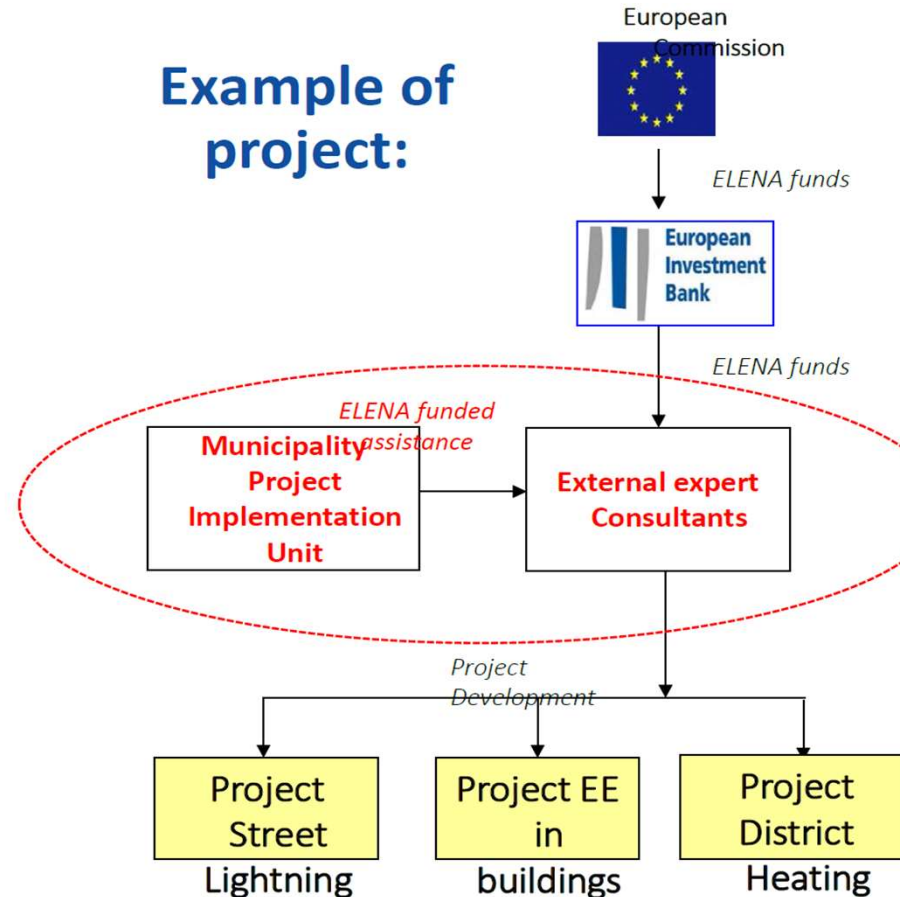 European
Commission
Example of
project:
ELENA funds
European
Investment
Bank
ELENA funds
ELENA funded
assistance
Municipality
Project
Implementation
Unit
External expert
Consultants
Project
Development
Project
Street
Lightning
Project EE
in
buildings
Project
District
Heating